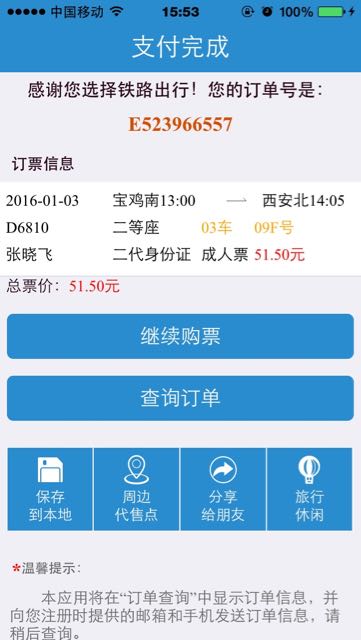 中国移动 15:53 100%
支付完成
感谢您选择铁路出行！您的订单号是：
E523966557
订票信息
2016-01-03 宝鸡南13:00 西安北14:05
D6810 二等座 03车 09F号
张晓飞 二代身份证 成人票 51.50元
总票价：51.50元
继续购票
查询订单
保存 周边 分享 旅行
到本地 代售点 给朋友 休闲
*温馨提示：
本应用将在“订单查询”中显示订单信息，并
向您注册时提供的邮箱和手机发送订单信息，请
稍后查询。